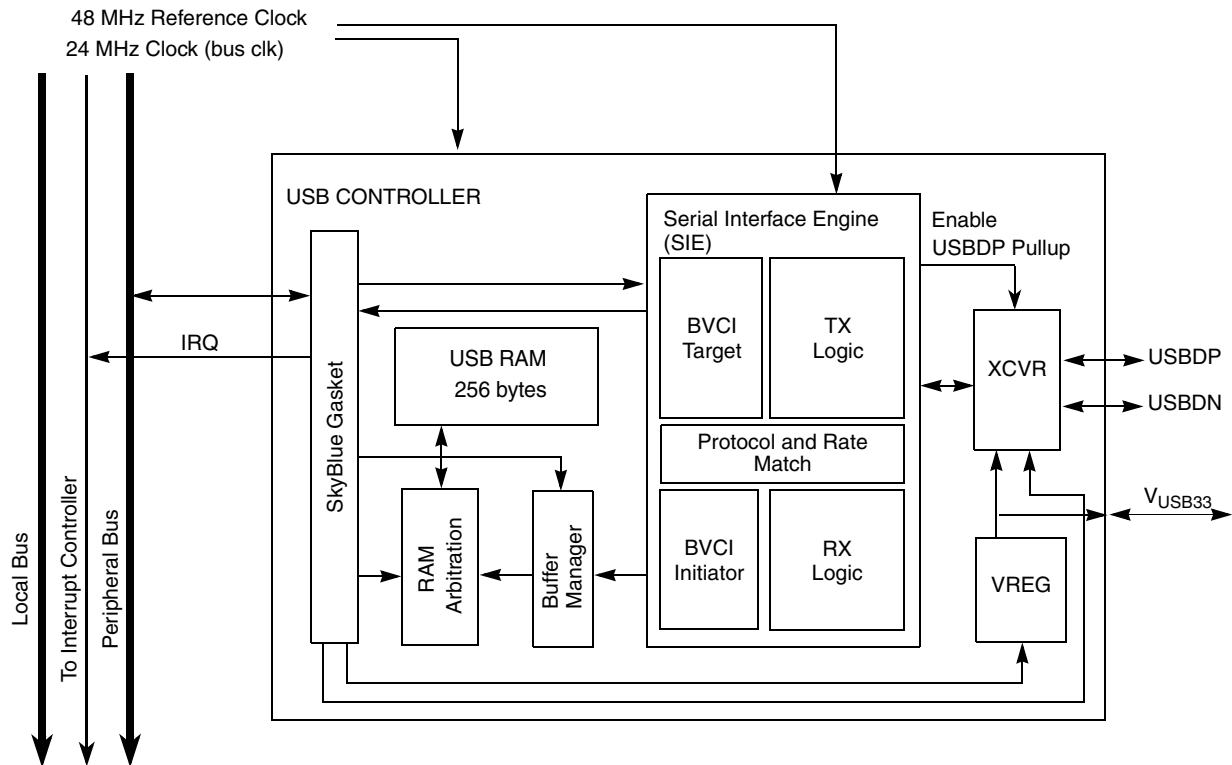 48 MHz Reference Clock
24 MHz Clock (bus clk)
USB CONTROLLER
Serial Interface Engine
(SIE)
Enable
USBDP Pullup
BVCI
Target
TX
Logic
XCVR
USBDP
USBDN
IRQ
USB RAM
256 bytes
SkyBlue Gasket
Protocol and Rate
Match
RAM
Arbitration
Buffer
Manager
BVCI
Initiator
RX
Logic
VREG
VUSB33
Local Bus
To Interrupt Controller
Peripheral Bus